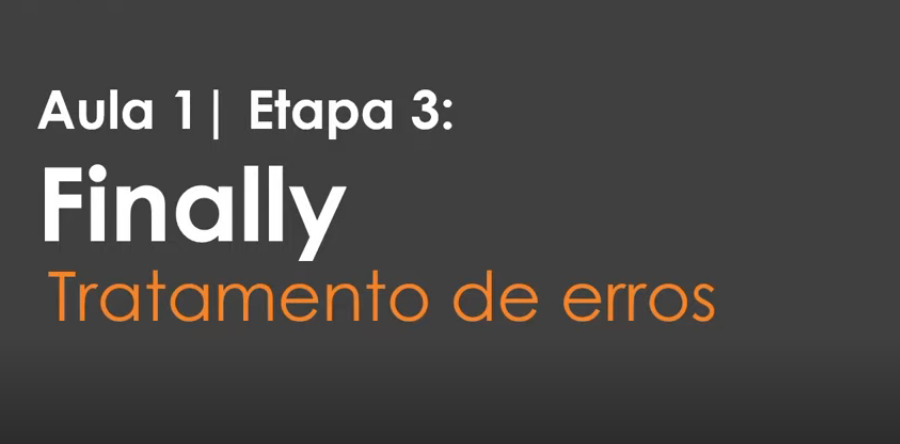 Aula 1| Etapa 3:
Finally
Tratamento de erros